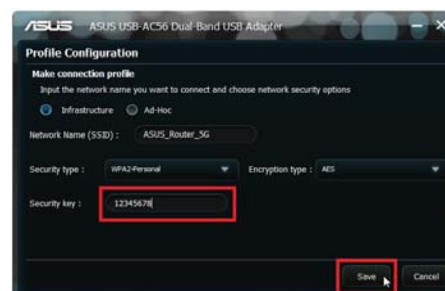 ASUS ASUS USB-AC56 Dual-Band USB Adapter
Profile Configuration
Make connection profile
Input the network name you want to connect and choose network security options
Infrastructure Ad-Hoc
Network Name (SSID) : ASUS_Router_5G
Security type : WPA2-Personal Encryption type : AES
Security key : 12345678
Save Cancel